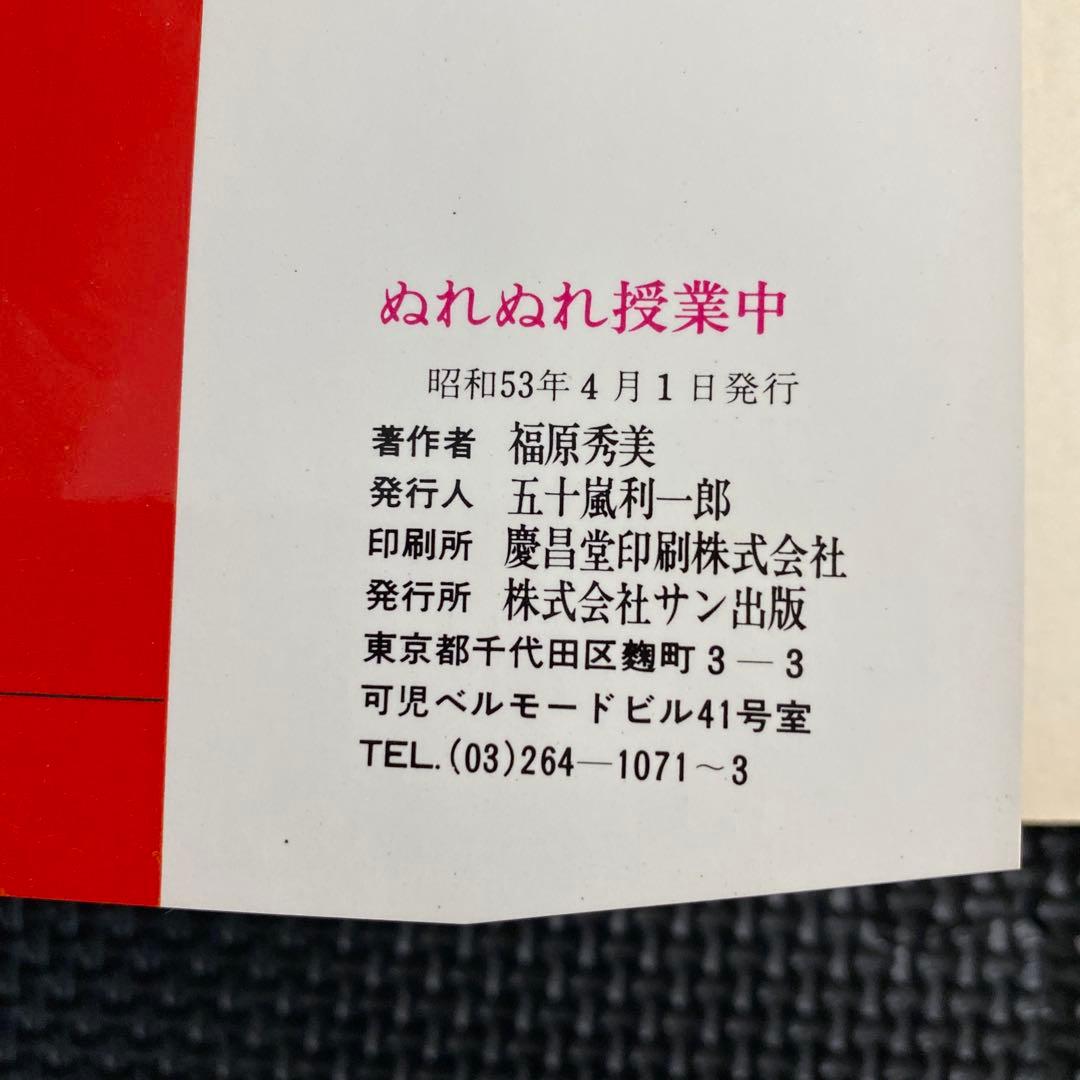 ぬれぬれ授業中
昭和53年4月1日発行
著作者 福原秀美
発行人 五十嵐利一郎
印刷所 慶昌堂印刷株式会社
発行所 株式会社サン出版
東京都千代田区麴町3—3
可児ベルモードビル41号室
TEL.(03)264—1071～3